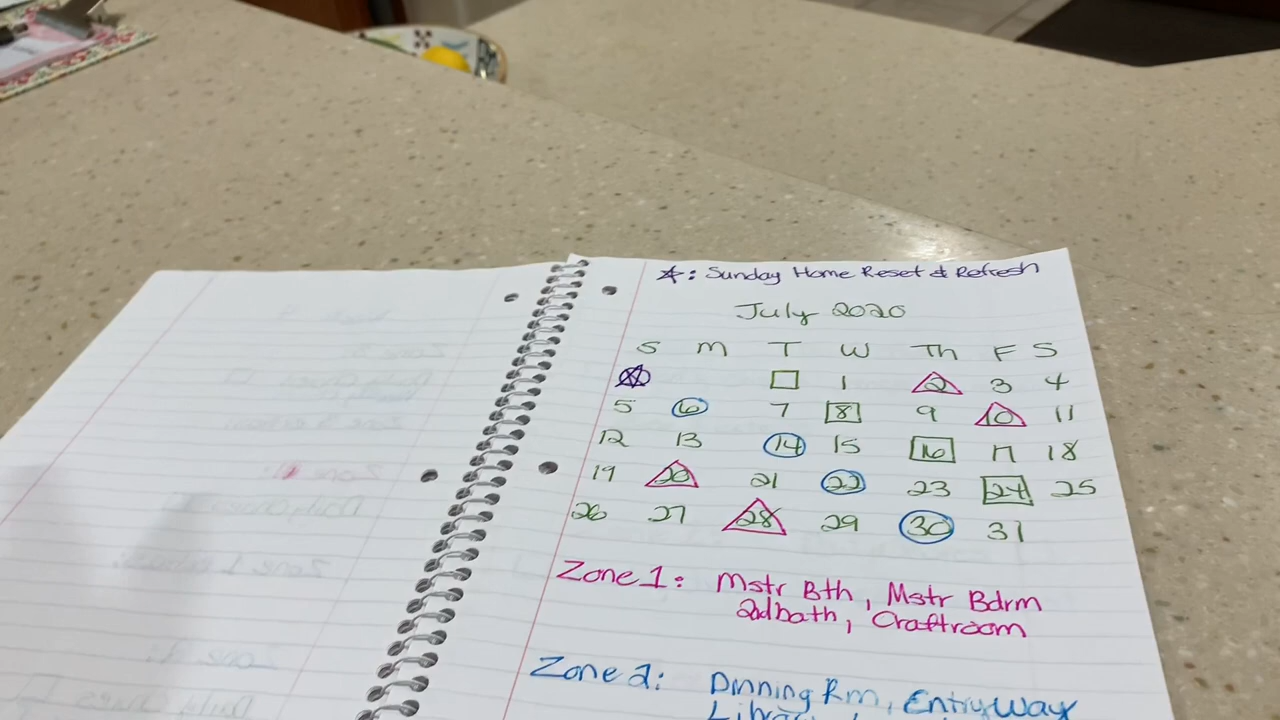 ☆: Sunday Home Reset & Refresh
July 2020
S M T W Th F S
1 2 3 4
5 6 7 8 9 10 11
12 13 14 15 16 17 18
19 20 21 22 23 24 25
26 27 28 29 30 31
Zone 1: Mstr Bth, Mstr Bdrm
2ndbath, Craftroom
Zone 2: Dinning Rm, EntryWay